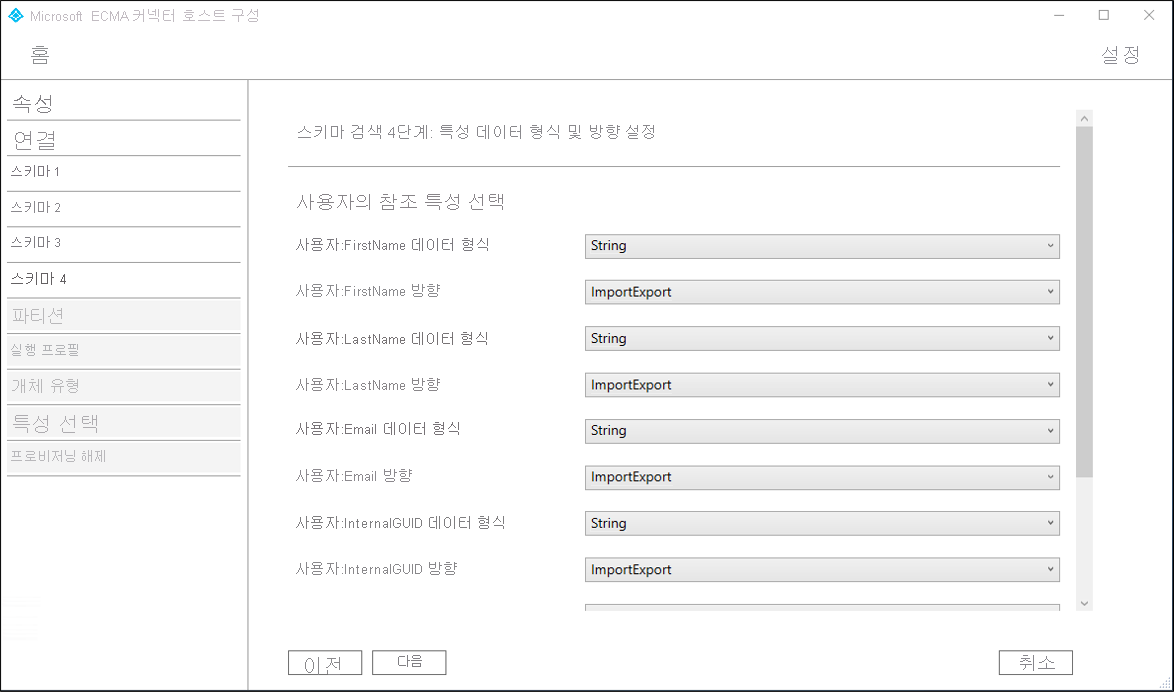 Microsoft ECMA 커넥터 호스트 구성
홈
설정
속성
연결
스키마 1
스키마 2
스키마 3
스키마 4
파티션
실행 프로필
개체 유형
특성 선택
프로비저닝 해제
스키마 검색 4단계: 특성 데이터 형식 및 방향 설정
사용자의 참조 특성 선택
사용자:FirstName 데이터 형식 String
사용자:FirstName 방향 ImportExport
사용자:LastName 데이터 형식 String
사용자:LastName 방향 ImportExport
사용자:Email 데이터 형식 String
사용자:Email 방향 ImportExport
사용자:InternalGUID 데이터 형식 String
사용자:InternalGUID 방향 ImportExport
이전 다음 취소